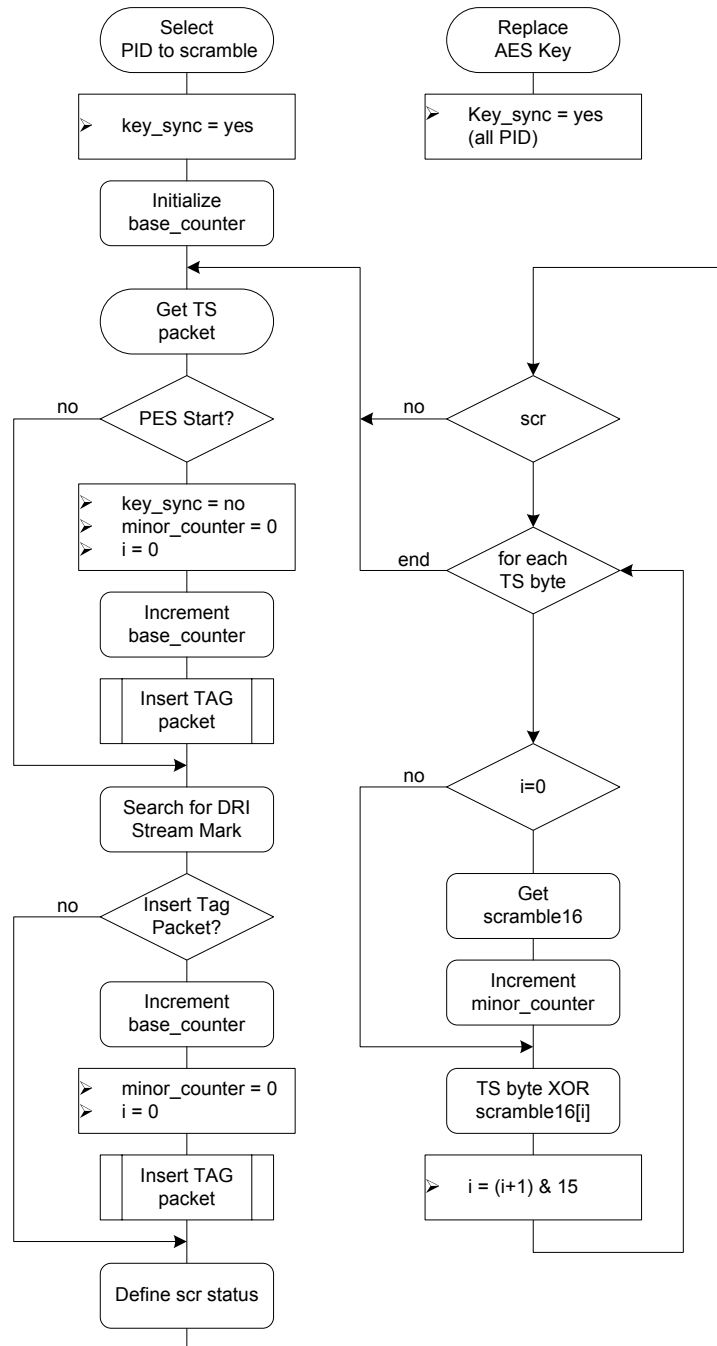 Select
PID to scramble
key_sync = yes
Initialize
base_counter
Get TS
packet
no
PES Start?
key_sync = no
minor_counter = 0
i = 0
Increment
base_counter
Insert TAG
packet
Search for DRI
Stream Mark
no
Insert Tag
Packet?
Increment
base_counter
minor_counter = 0
i = 0
Insert TAG
packet
Define scr status
Replace
AES Key
Key_sync = yes
(all PID)
no
scr
end
for each
TS byte
no
i=0
Get
scramble16
Increment
minor_counter
TS byte XOR
scramble16[i]
i = (i+1) & 15